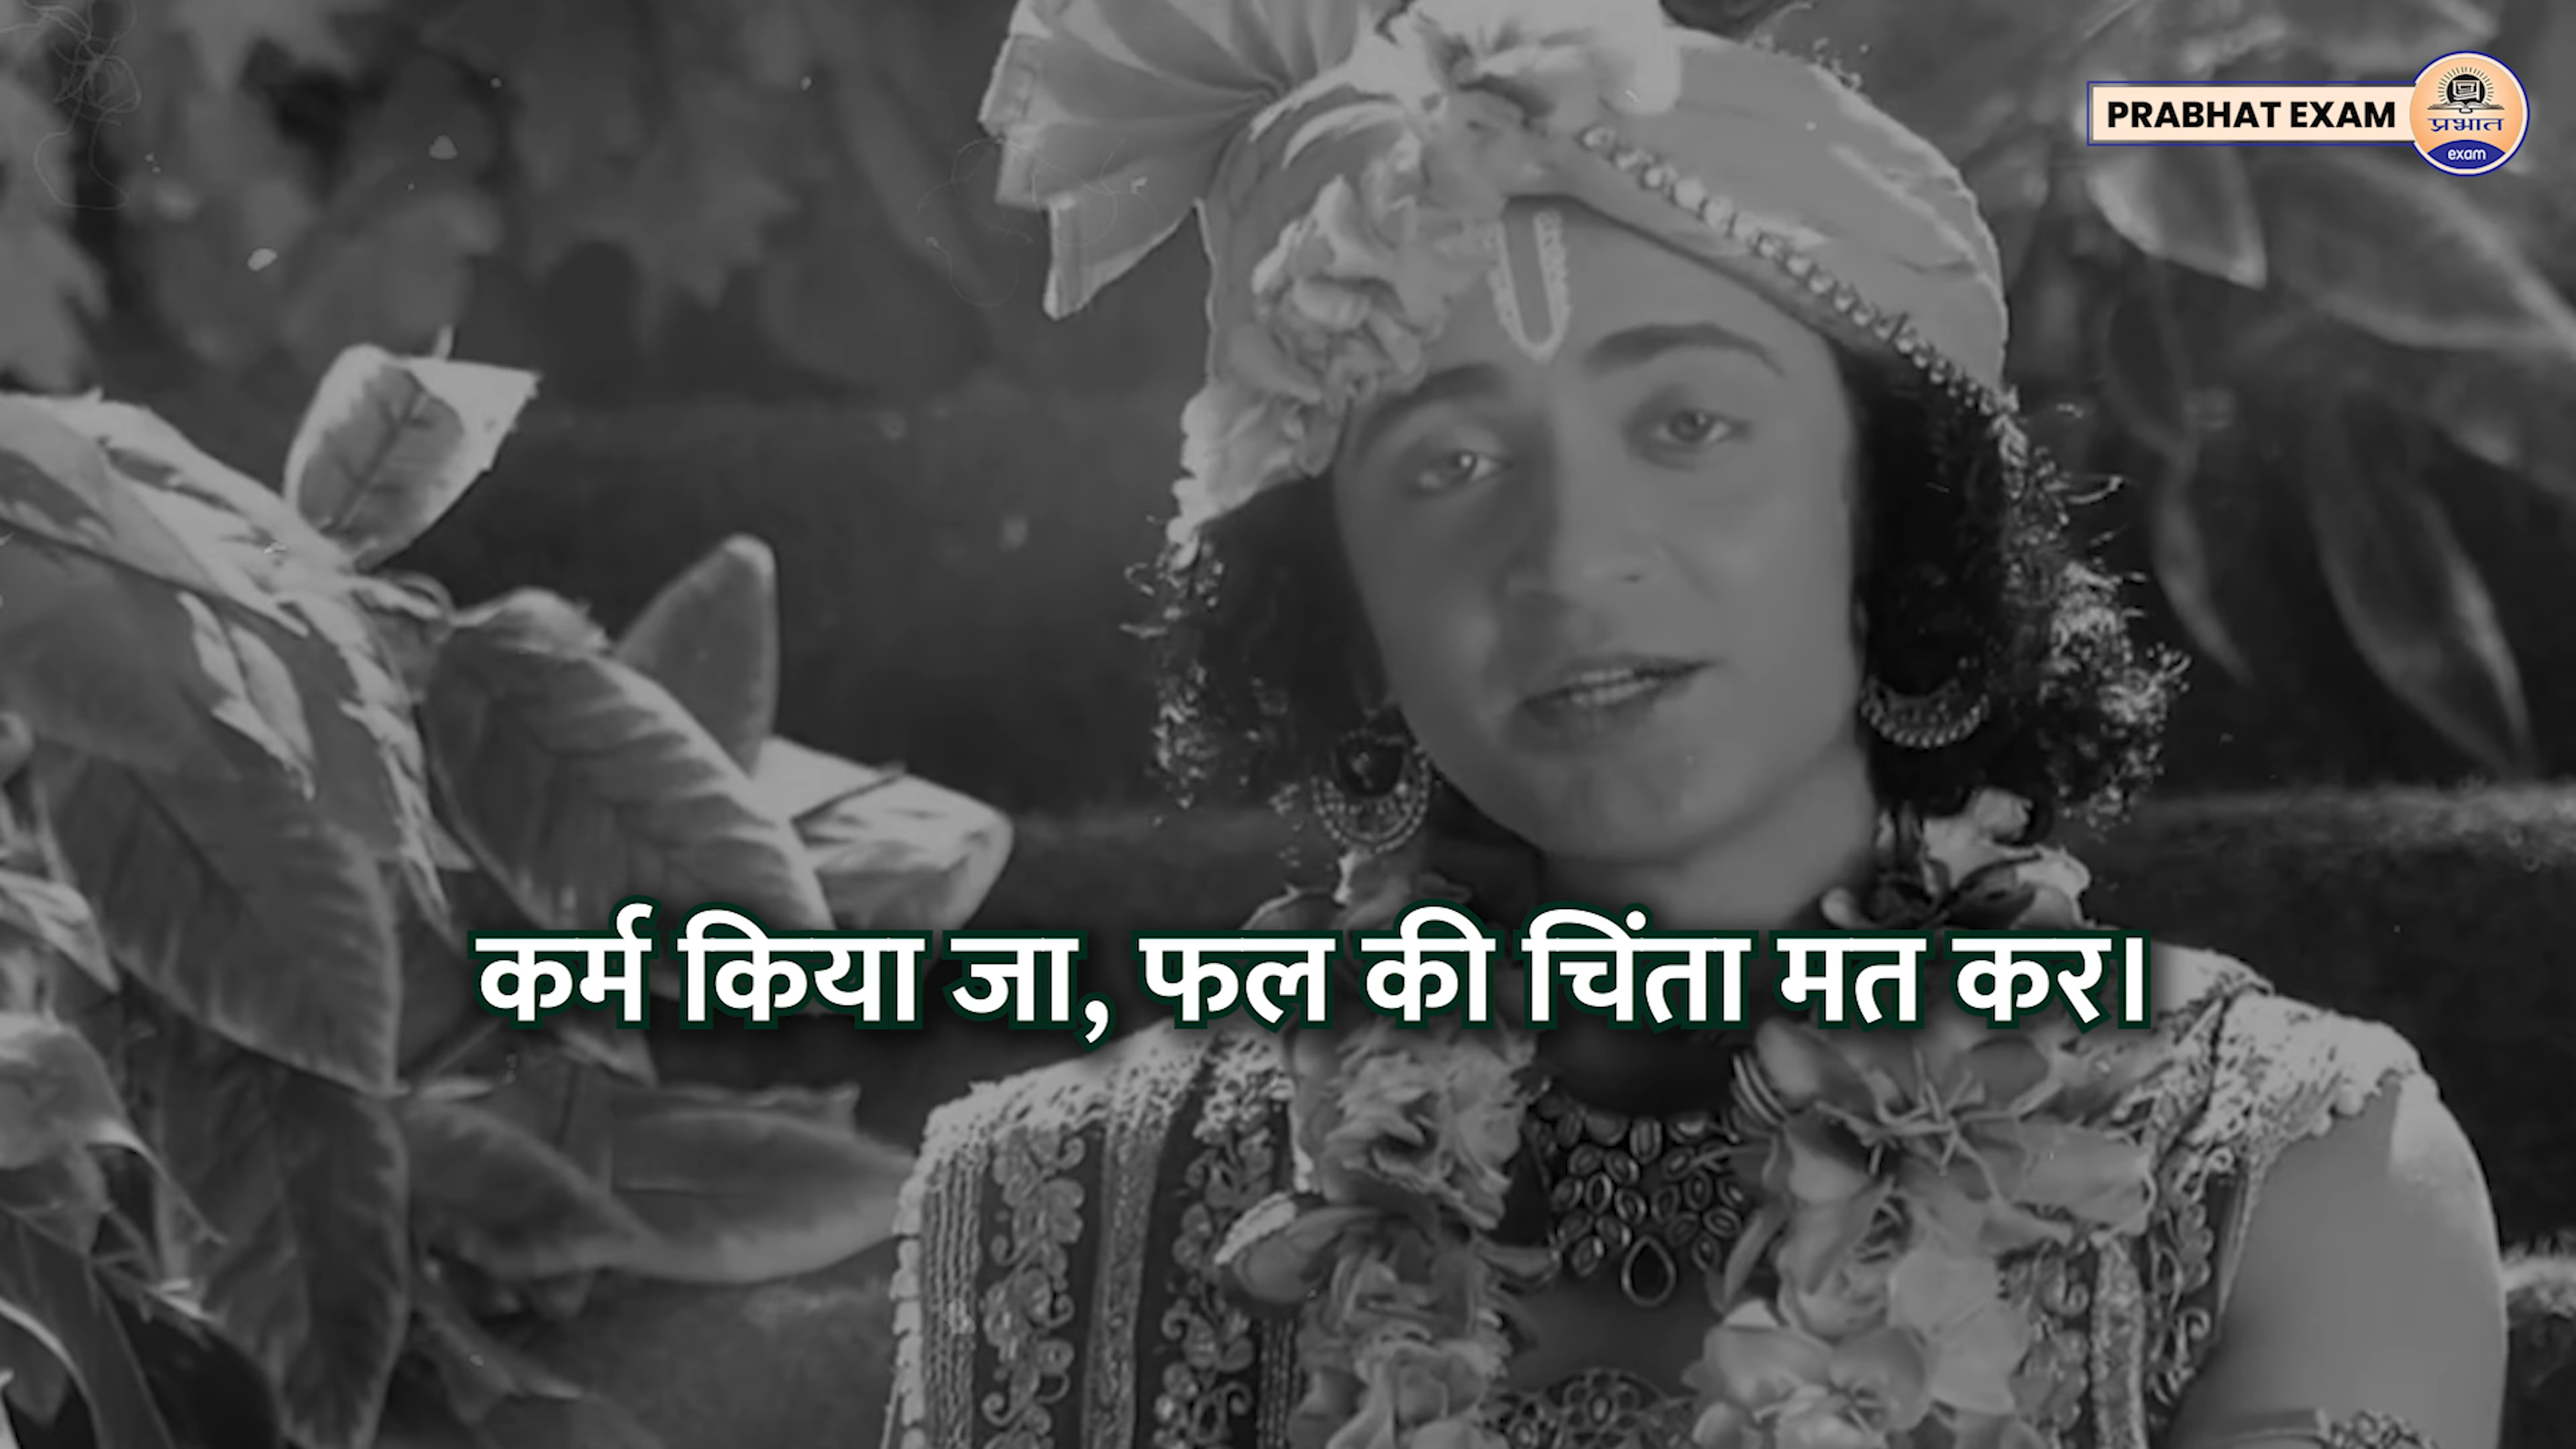 PRABHAT EXAM
प्रभात
exam
कर्म किया जा, फल की चिंता मत कर।